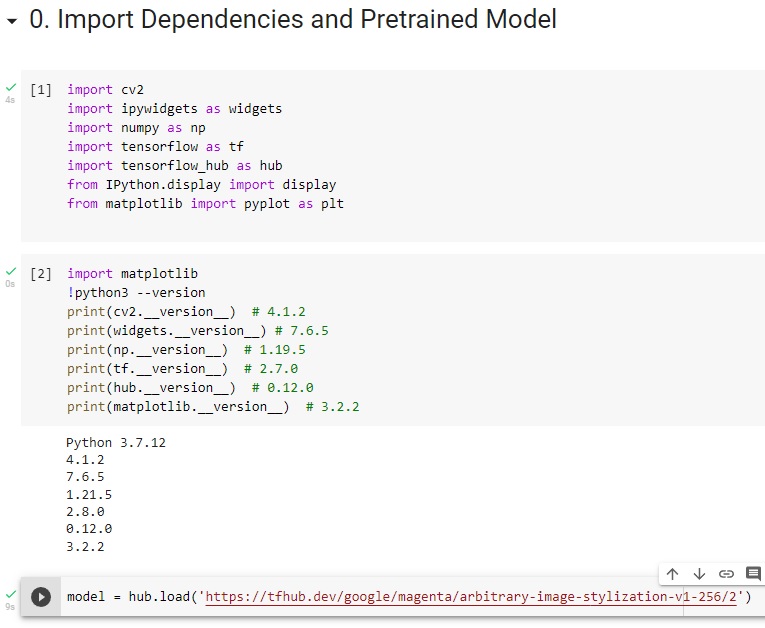 0. Import Dependencies and Pretrained Model
4s
[1] import cv2
import ipywidgets as widgets
import numpy as np
import tensorflow as tf
import tensorflow_hub as hub
from IPython.display import display
from matplotlib import pyplot as plt
0s
[2] import matplotlib
!python3 --version
print(cv2.__version__)  # 4.1.2
print(widgets.__version__) # 7.6.5
print(np.__version__)  # 1.19.5
print(tf.__version__)  # 2.7.0
print(hub.__version__)  # 0.12.0
print(matplotlib.__version__)  # 3.2.2
Python 3.7.12
4.1.2
7.6.5
1.21.5
2.8.0
0.12.0
3.2.2
9s
model = hub.load('https://tfhub.dev/google/magenta/arbitrary-image-stylization-v1-256/2')